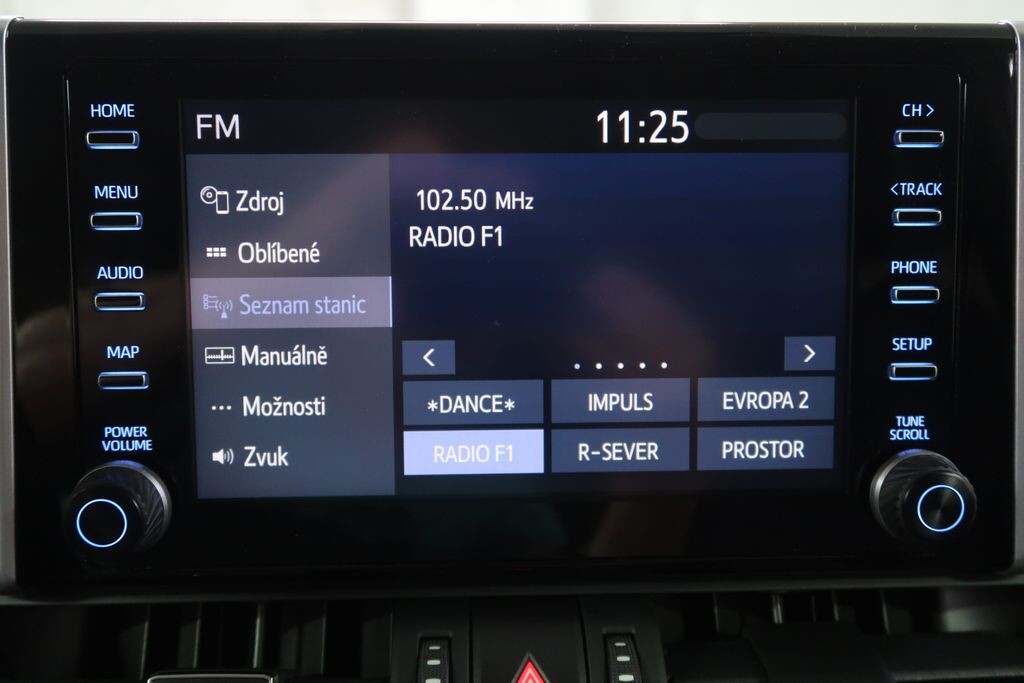 HOME
MENU
AUDIO
MAP
POWER
VOLUME
FM
11:25
Zdroj
Oblíbené
Seznam stanic
Manuálně
Možnosti
Zvuk
102.50 MHz
RADIO F1
< >
*DANCE* IMPULS EVROPA 2
RADIO F1 R-SEVER PROSTOR
CH >
< TRACK
PHONE
SETUP
TUNE
SCROLL